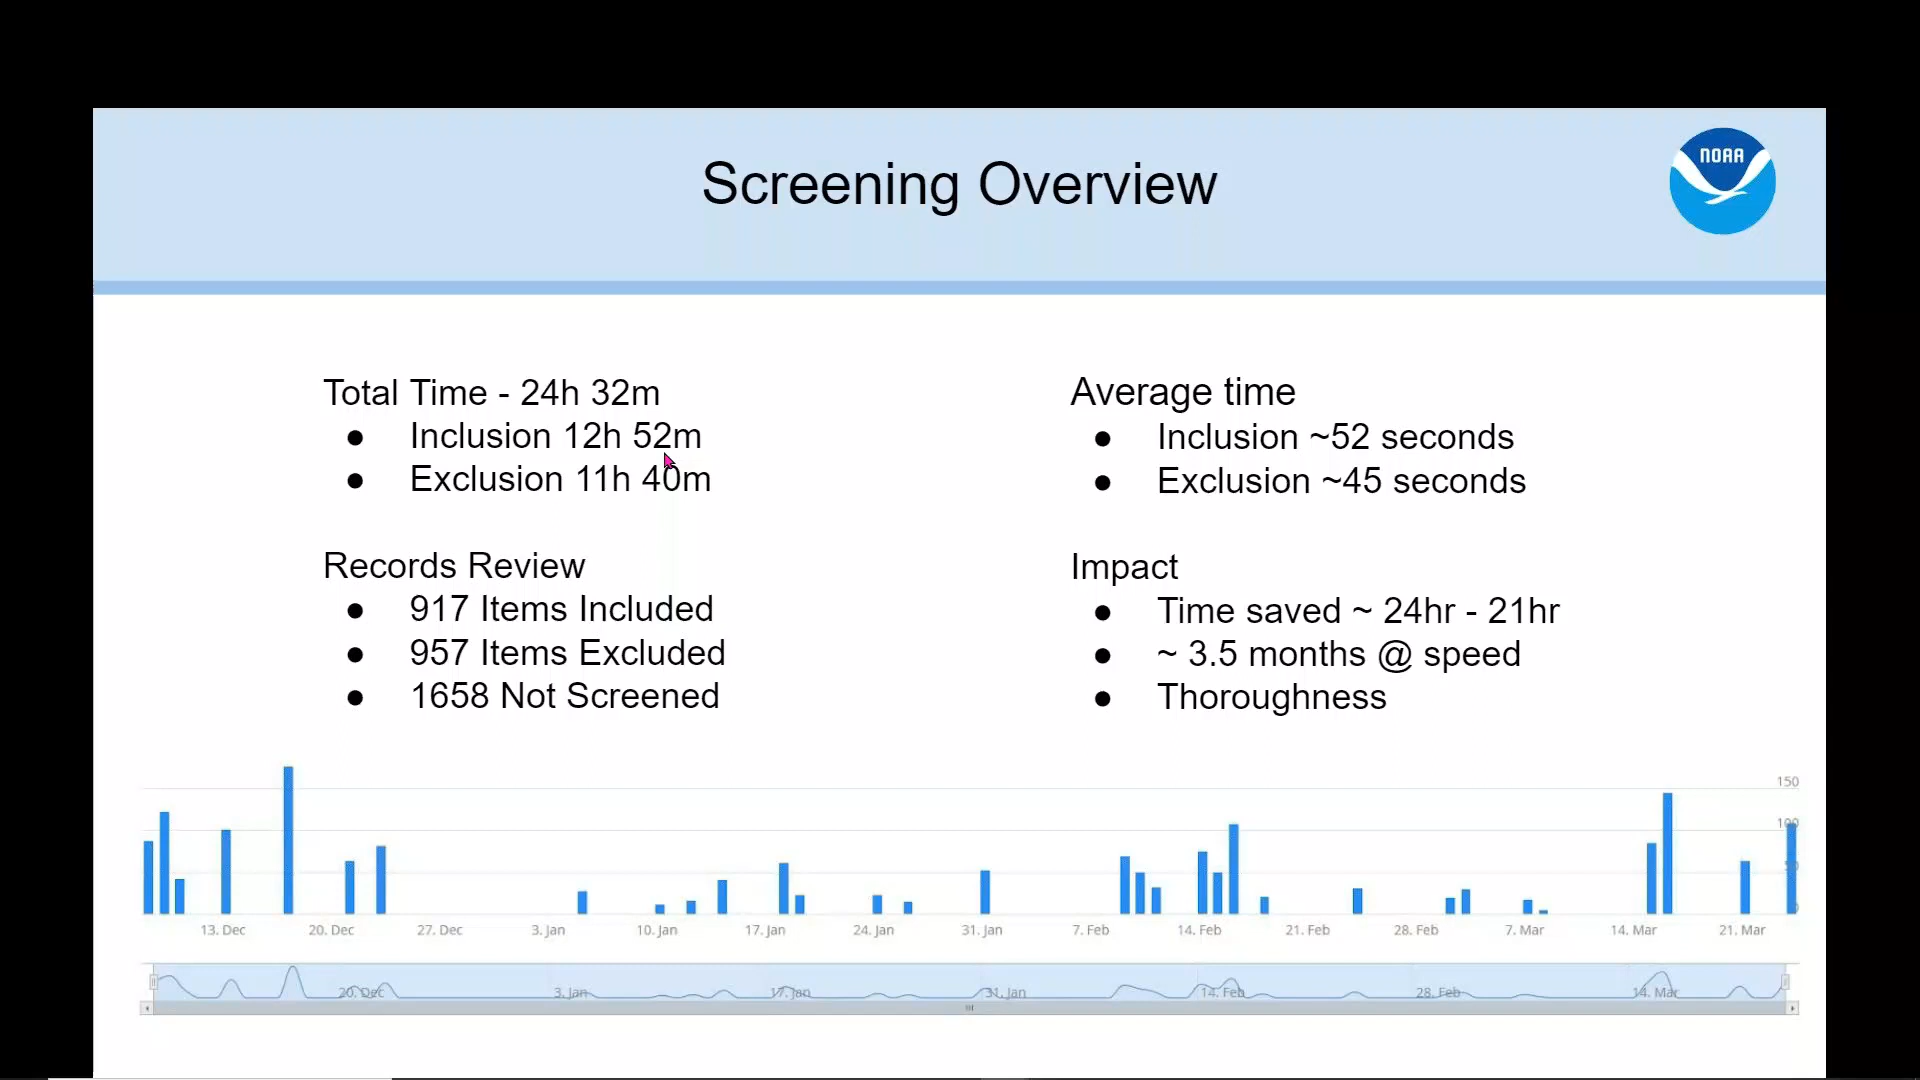 NOAA
Screening Overview
Total Time - 24h 32m
● Inclusion 12h 52m
● Exclusion 11h 40m
Records Review
● 917 Items Included
● 957 Items Excluded
● 1658 Not Screened
Average time
● Inclusion ~52 seconds
● Exclusion ~45 seconds
Impact
● Time saved ~ 24hr - 21hr
● ~ 3.5 months @ speed
● Thoroughness
150
100
50
0
13. Dec 20. Dec 27. Dec 3. Jan 10. Jan 17. Jan 24. Jan 31. Jan 7. Feb 14. Feb 21. Feb 28. Feb 7. Mar 14. Mar 21. Mar
20. Dec 3. Jan 17. Jan 31. Jan 14. Feb 28. Feb 14. Mar